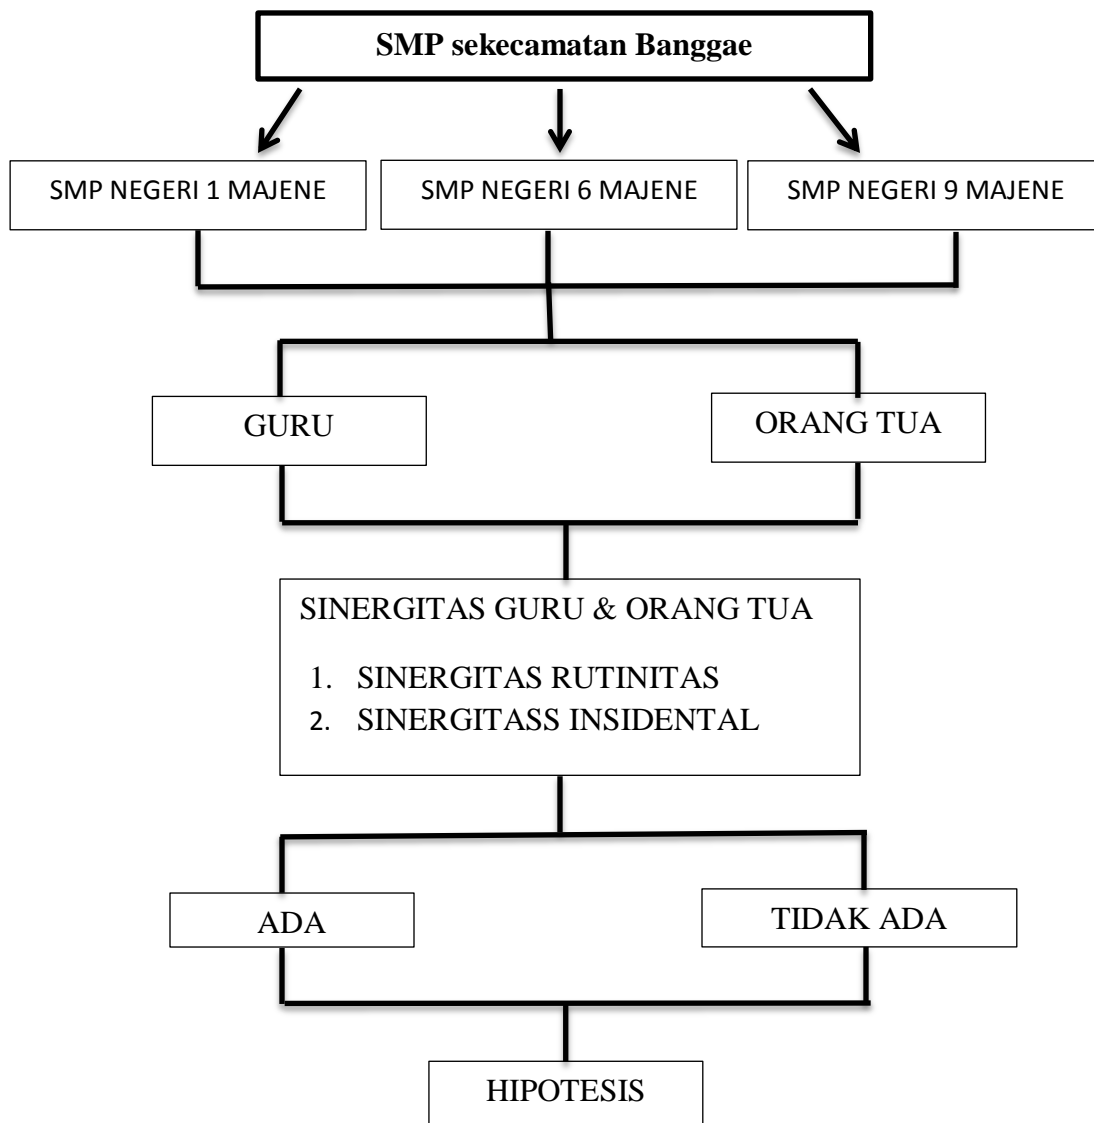 SMP sekecamatan Banggae
SMP NEGERI 1 MAJENE
SMP NEGERI 6 MAJENE
SMP NEGERI 9 MAJENE
GURU
ORANG TUA
SINERGITAS GURU & ORANG TUA
1. SINERGITAS RUTINITAS
2. SINERGITASS INSIDENTAL
ADA
TIDAK ADA
HIPOTESIS